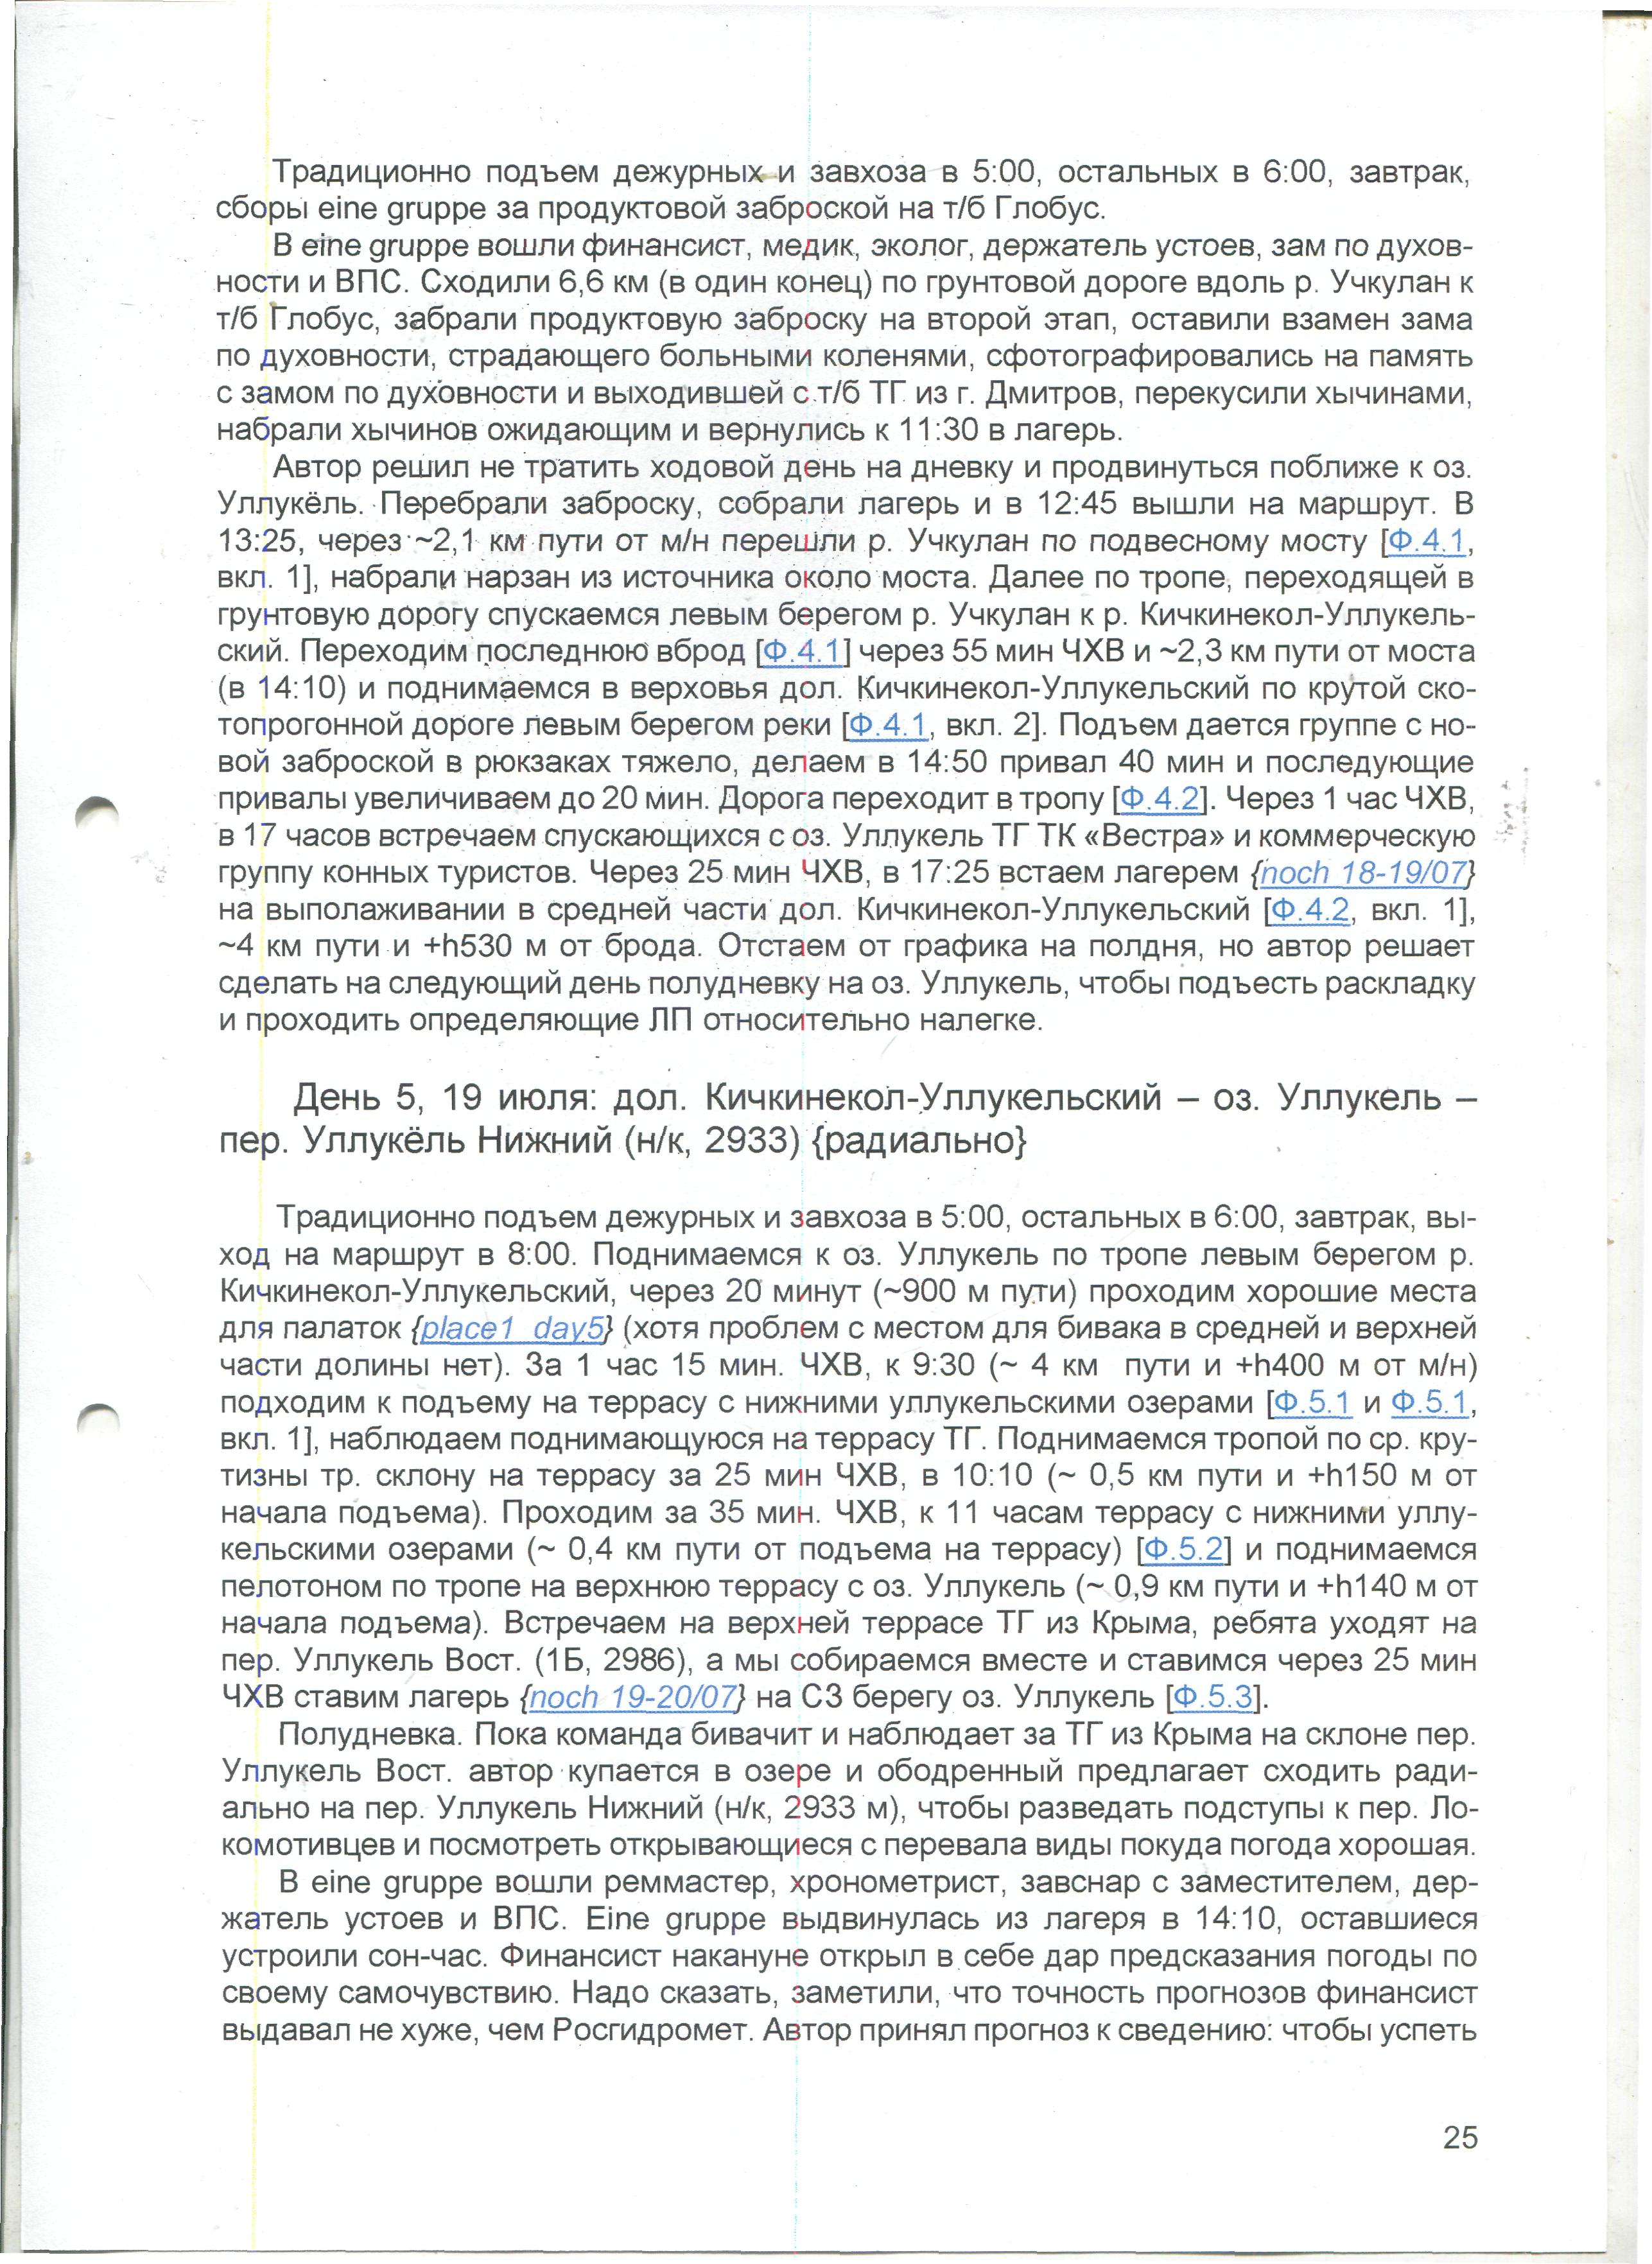 Традиционно подъем дежурных и завхоза в 5:00, остальных в 6:00, завтрак,
сборы eine gruppe за продуктовой заброской на т/б Глобус.
В eine gruppe вошли финансист, медик, эколог, держатель устоев, зам по духов-
ности и ВПС. Сходили 6,6 км (в один конец) по грунтовой дороге вдоль р. Учкулан к
т/б Глобус, забрали продуктовую заброску на второй этап, оставили взамен зама
по духовности, страдающего больными коленями, сфотографировались на память
с замом по духовности и выходившей с т/б ТГ из г. Дмитров, перекусили хычинами,
набрали хычинов ожидающим и вернулись к 11:30 в лагерь.
Автор решил не тратить ходовой день на дневку и продвинуться поближе к оз.
Уллукёль. Перебрали заброску, собрали лагерь и в 12:45 вышли на маршрут. В
13:25, через ~2,1 км пути от м/н перешли р. Учкулан по подвесному мосту [Ф.4.1,
вкл. 1], набрали нарзан из источника около моста. Далее по тропе, переходящей в
грунтовую дорогу спускаемся левым берегом р. Учкулан к р. Кичкинекол-Уллукель-
ский. Переходим последнюю вброд [Ф.4.1] через 55 мин ЧХВ и ~2,3 км пути от моста
(в 14:10) и поднимаемся в верховья дол. Кичкинекол-Уллукельский по крутой ско-
топрогонной дороге левым берегом реки [Ф.4.1, вкл. 2]. Подъем дается группе с но-
вой заброской в рюкзаках тяжело, делаем в 14:50 привал 40 мин и последующие
привалы увеличиваем до 20 мин. Дорога переходит в тропу [Ф.4.2]. Через 1 час ЧХВ,
в 17 часов встречаем спускающихся с оз. Уллукель ТГ ТК «Вестра» и коммерческую
группу конных туристов. Через 25 мин ЧХВ, в 17:25 встаем лагерем {noch 18-19/07}
на выполаживании в средней части дол. Кичкинекол-Уллукельский [Ф.4.2, вкл. 1],
~4 км пути и +h530 м от брода. Отстаем от графика на полдня, но автор решает
сделать на следующий день полудневку на оз. Уллукель, чтобы подъесть раскладку
и проходить определяющие ЛП относительно налегке.
День 5, 19 июля: дол. Кичкинекол-Уллукельский – оз. Уллукель –
пер. Уллукёль Нижний (н/к, 2933) {радиально}
Традиционно подъем дежурных и завхоза в 5:00, остальных в 6:00, завтрак, вы-
ход на маршрут в 8:00. Поднимаемся к оз. Уллукель по тропе левым берегом р.
Кичкинекол-Уллукельский, через 20 минут (~900 м пути) проходим хорошие места
для палаток {place1_day5} (хотя проблем с местом для бивака в средней и верхней
части долины нет). За 1 час 15 мин. ЧХВ, к 9:30 (~ 4 км пути и +h400 м от м/н)
подходим к подъему на террасу с нижними уллукельскими озерами [Ф.5.1 и Ф.5.1,
вкл. 1], наблюдаем поднимающуюся на террасу ТГ. Поднимаемся тропой по ср. кру-
тизны тр. склону на террасу за 25 мин ЧХВ, в 10:10 (~ 0,5 км пути и +h150 м от
начала подъема). Проходим за 35 мин. ЧХВ, к 11 часам террасу с нижними уллу-
кельскими озерами (~ 0,4 км пути от подъема на террасу) [Ф.5.2] и поднимаемся
пелотоном по тропе на верхнюю террасу с оз. Уллукель (~ 0,9 км пути и +h140 м от
начала подъема). Встречаем на верхней террасе ТГ из Крыма, ребята уходят на
пер. Уллукель Вост. (1Б, 2986), а мы собираемся вместе и ставимся через 25 мин
ЧХВ ставим лагерь {noch 19-20/07} на СЗ берегу оз. Уллукель [Ф.5.3].
Полудневка. Пока команда бивачит и наблюдает за ТГ из Крыма на склоне пер.
Уллукель Вост. автор купается в озере и ободренный предлагает сходить ради-
ально на пер. Уллукель Нижний (н/к, 2933 м), чтобы разведать подступы к пер. Ло-
комотивцев и посмотреть открывающиеся с перевала виды покуда погода хорошая.
В eine gruppe вошли реммастер, хронометрист, завснар с заместителем, дер-
жатель устоев и ВПС. Eine gruppe выдвинулась из лагеря в 14:10, оставшиеся
устроили сон-час. Финансист накануне открыл в себе дар предсказания погоды по
своему самочувствию. Надо сказать, заметили, что точность прогнозов финансист
выдавал не хуже, чем Росгидромет. Автор принял прогноз к сведению: чтобы успеть
25